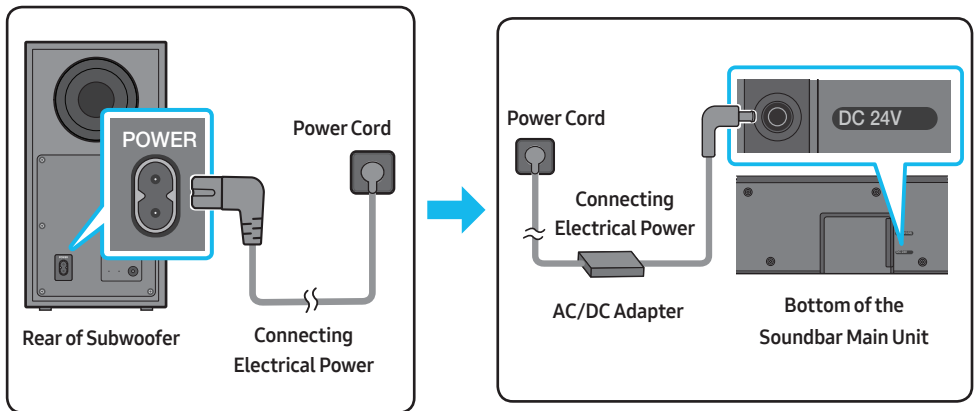 POWER
Power Cord
Rear of Subwoofer
Connecting
Electrical Power
Power Cord
Connecting
Electrical Power
AC/DC Adapter
DC 24V
Bottom of the
Soundbar Main Unit